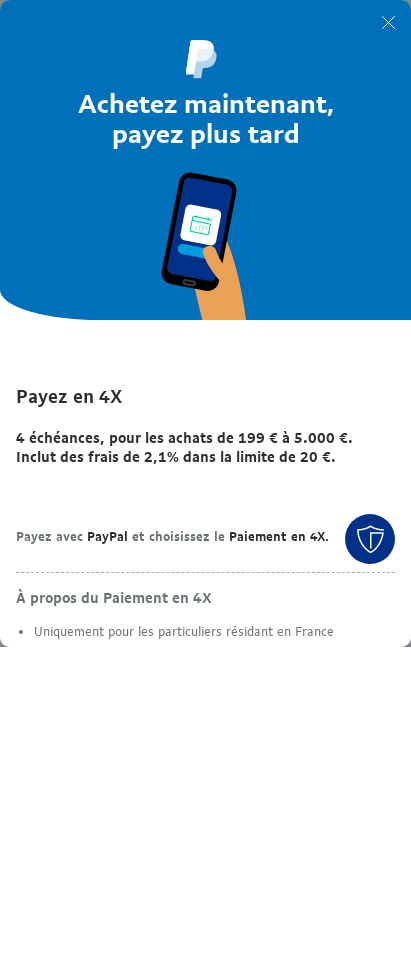 Achetez maintenant,
payez plus tard
Payez en 4X
4 échéances, pour les achats de 199 € à 5.000 €.
Inclut des frais de 2,1% dans la limite de 20 €.
Payez avec PayPal et choisissez le Paiement en 4X.
À propos du Paiement en 4X
• Uniquement pour les particuliers résidant en France